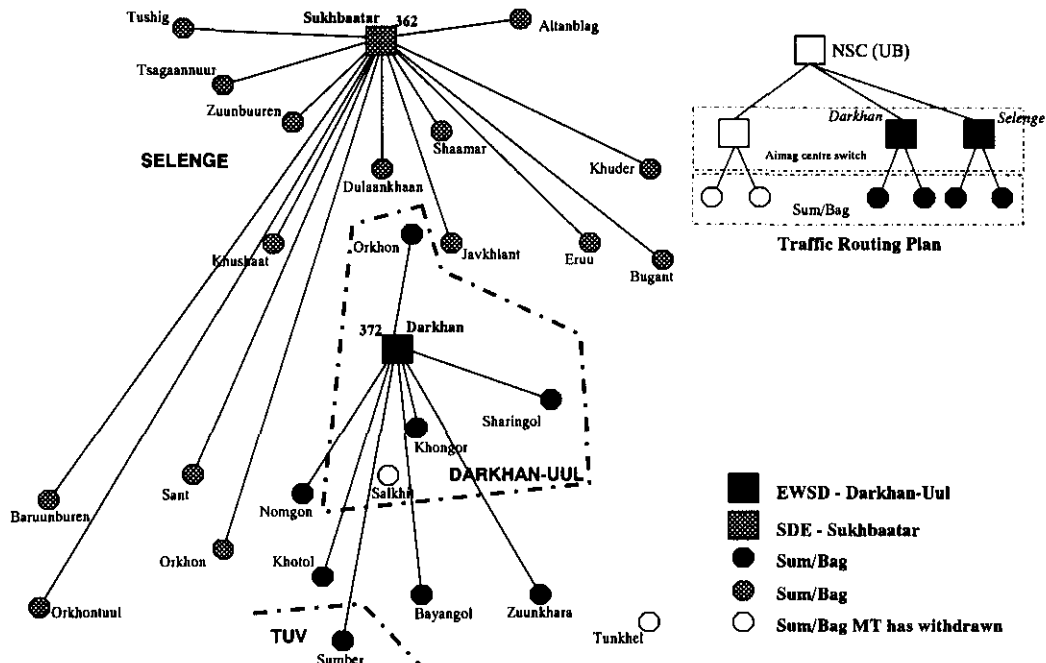 Tushig
Sukhbaatar
362
Altanblag
NSC (UB)
Tsagaannuur
Zuunbuuren
Darkhan
Selenge
Shaamar
Aimag centre switch
SELENGE
Dulaankhaan
Khuder
Sum/Bag
Traffic Routing Plan
Orkhon
Khushaat
Javkhlant
Eruu
Bugant
372
Darkhan
Sharingol
Khongor
DARKHAN-UUL
Salkhit
Sant
Nomgon
Baruunburen
EWSD - Darkhan-Uul
SDE - Sukhbaatar
Orkhon
Khotol
Sum/Bag
Orkhontuul
Bayangol
Zuunkhara
Sum/Bag
TUV
Tunkhel
Sum/Bag MT has withdrawn
Sumber